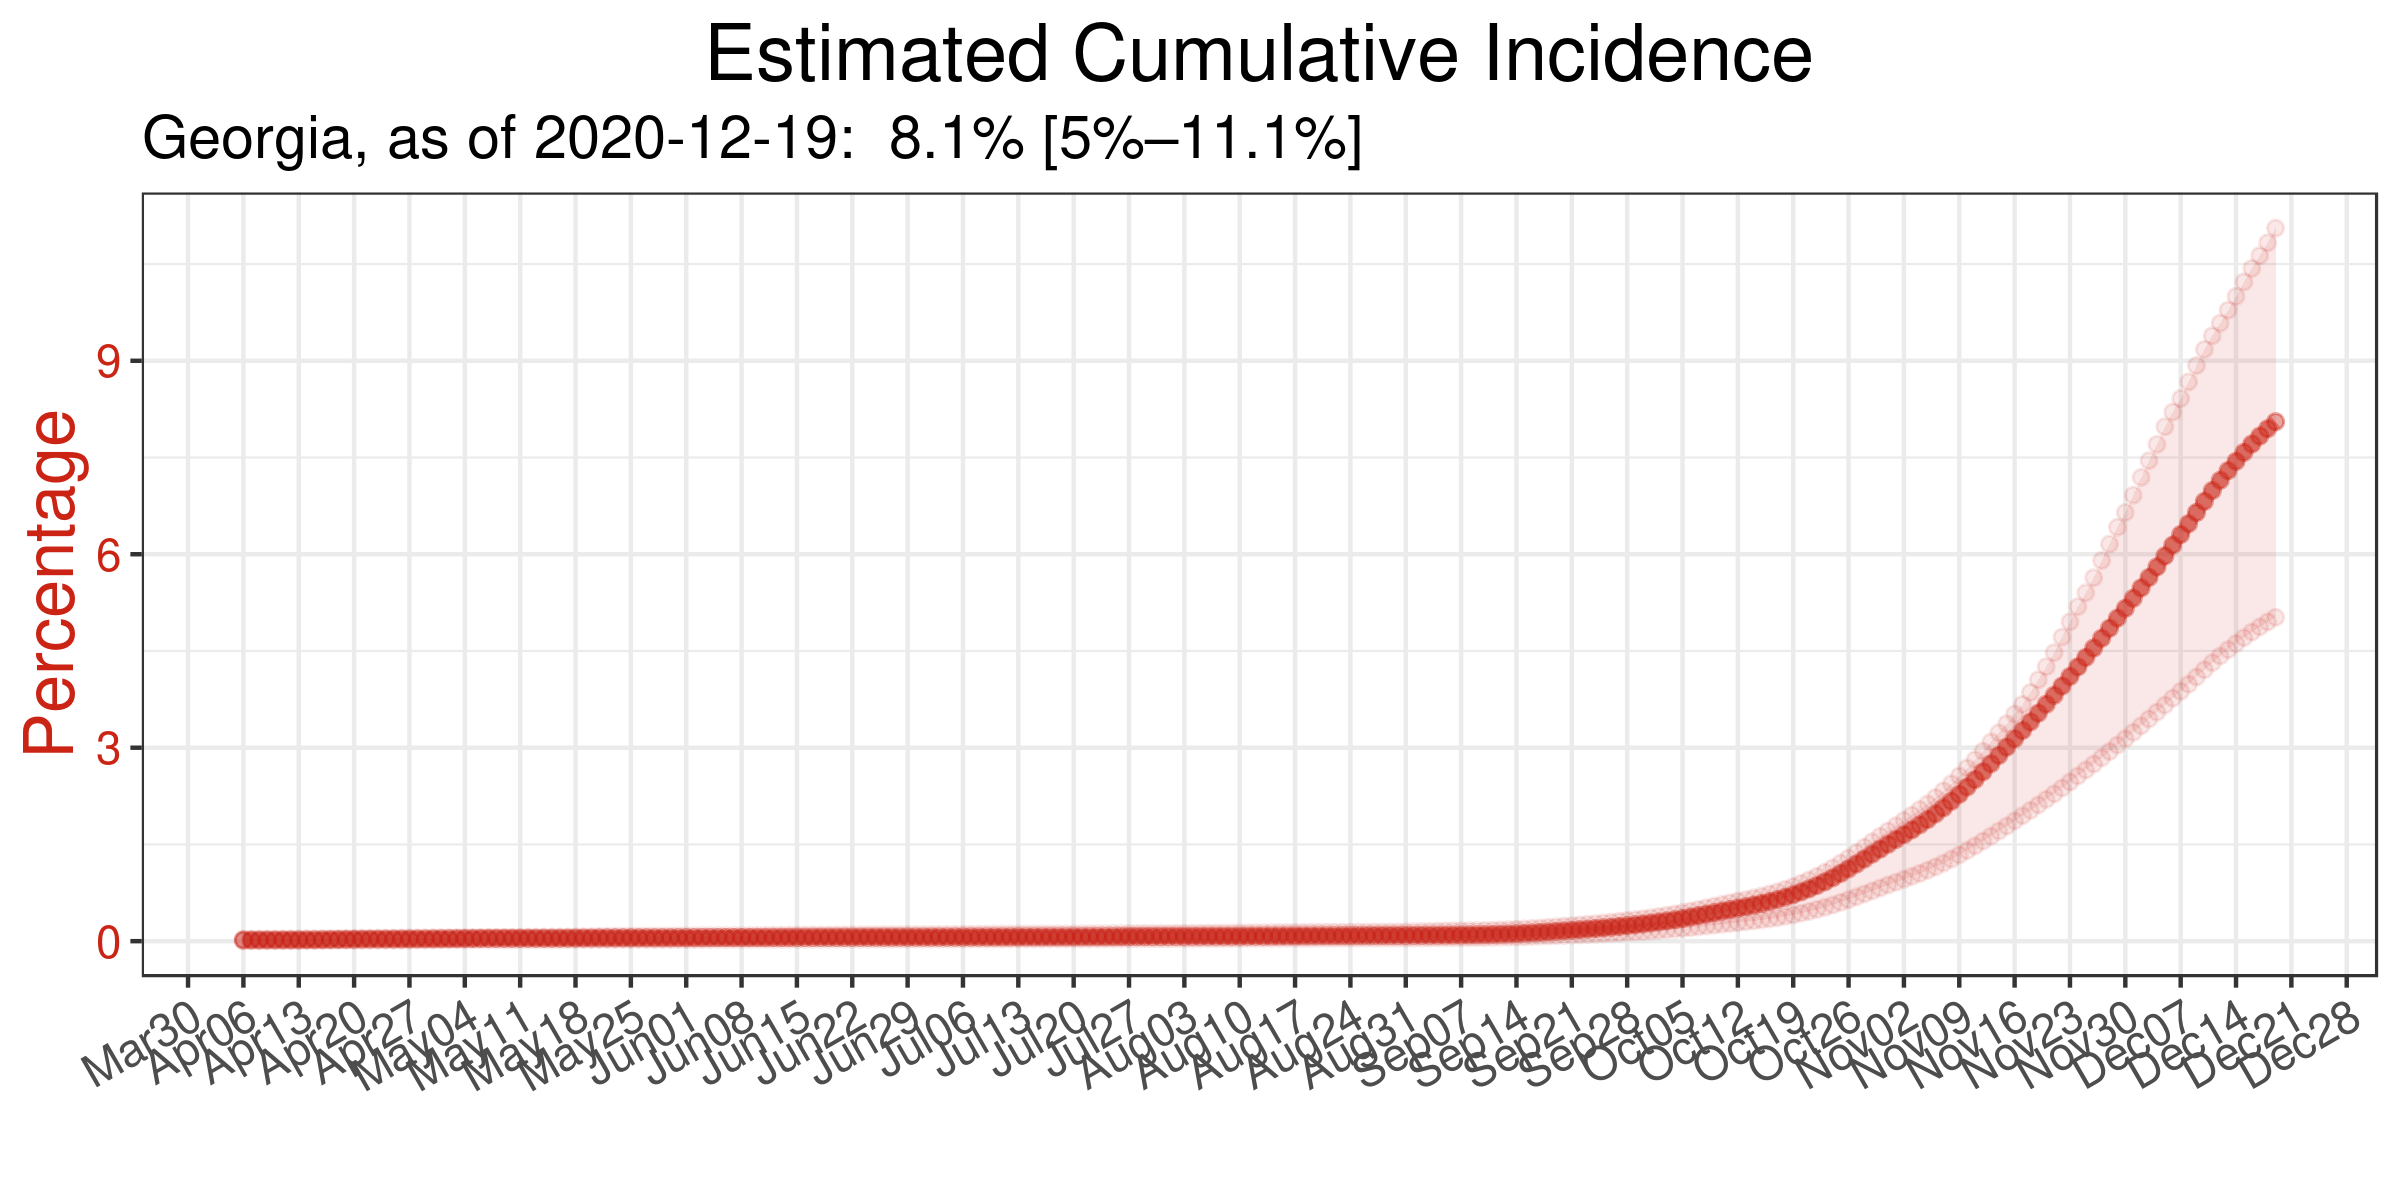 Estimated Cumulative Incidence
Georgia, as of 2020-12-19:  8.1% [5%–11.1%]
Percentage
9
6
3
0
Mar30
Apr06
Apr13
Apr20
Apr27
May04
May11
May18
May25
Jun01
Jun08
Jun15
Jun22
Jun29
Jul06
Jul13
Jul20
Jul27
Aug03
Aug10
Aug17
Aug24
Aug31
Sep07
Sep14
Sep21
Sep28
Oct05
Oct12
Oct19
Oct26
Nov02
Nov09
Nov16
Nov23
Nov30
Dec07
Dec14
Dec21
Dec28